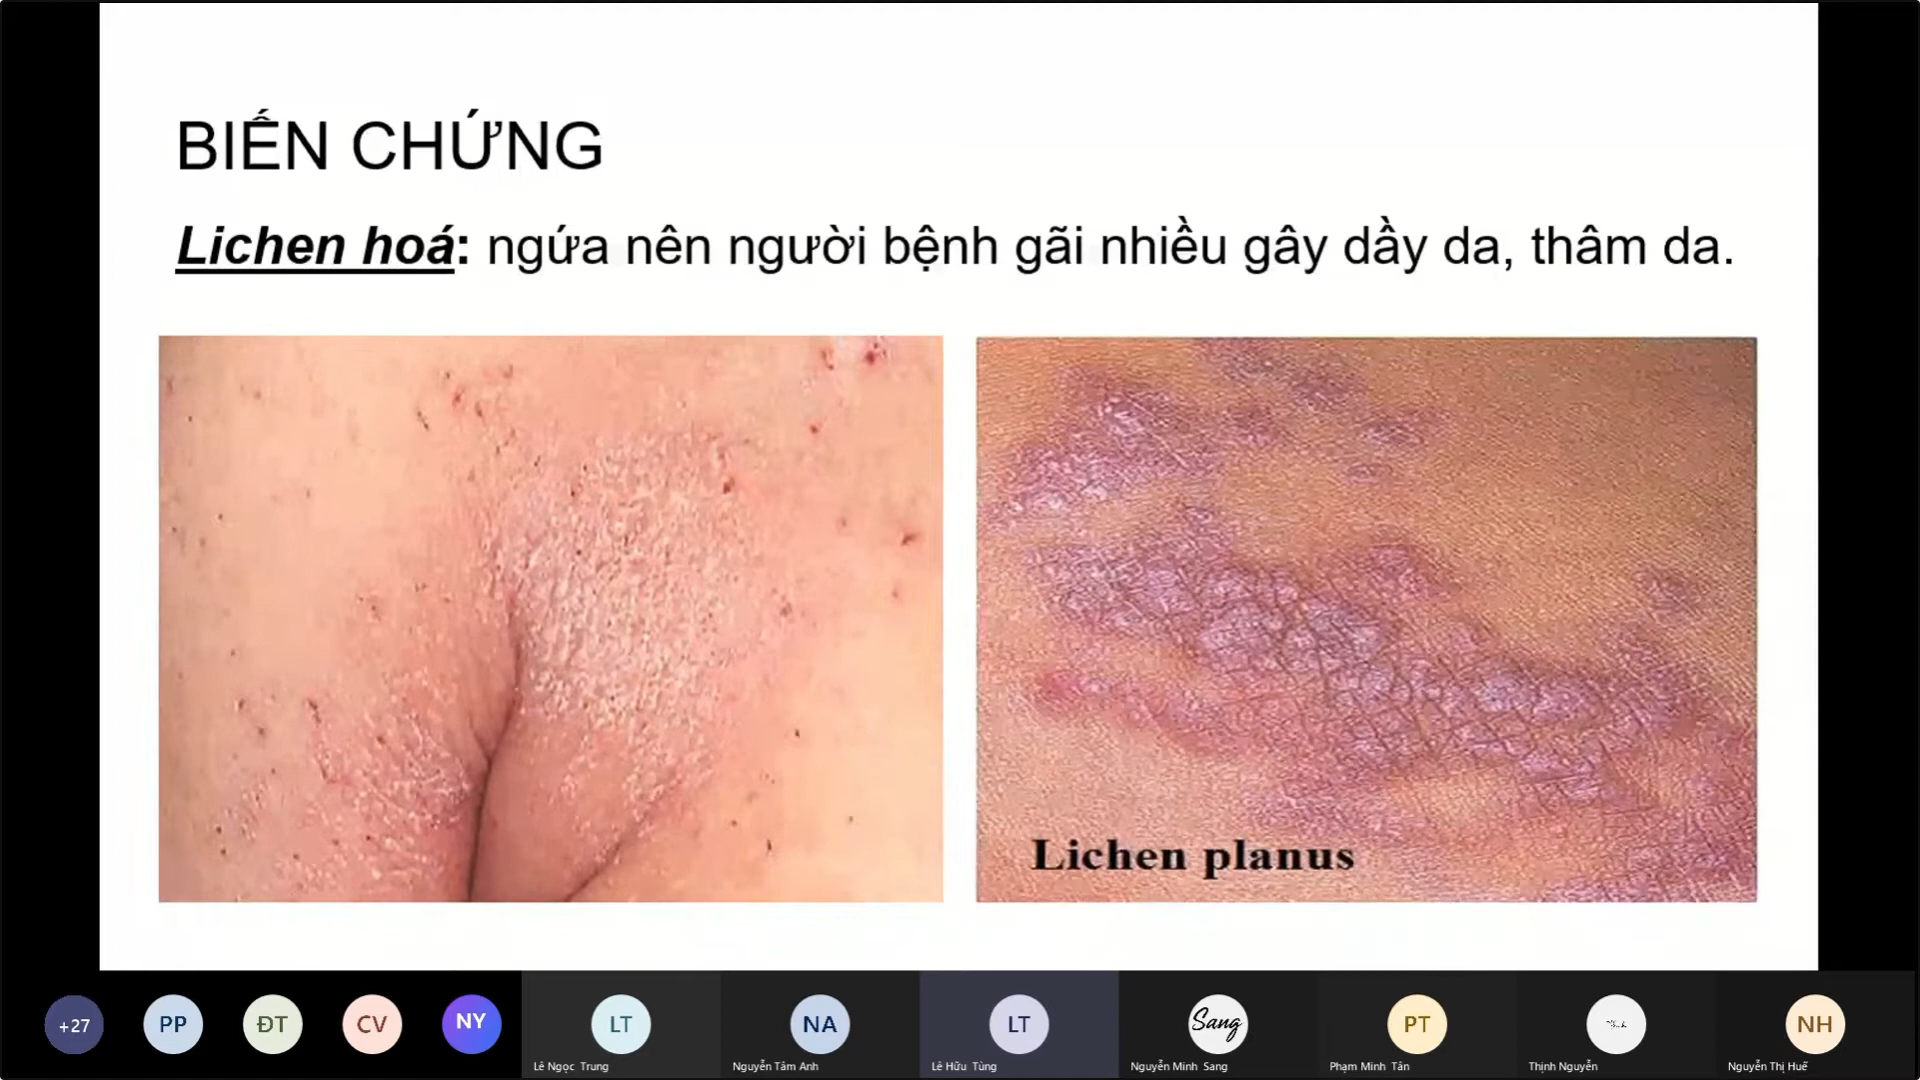 BIẾN CHỨNG
Lichen hoá: ngứa nên người bệnh gãi nhiều gây dầy da, thâm da.
Lichen planus
+27
PP
ĐT
CV
NY
LT
NA
LT
Sang
PT
NH
Lê Ngọc Trung
Nguyễn Tâm Anh
Lê Hữu Tùng
Nguyễn Minh Sang
Phạm Minh Tân
Thịnh Nguyễn
Nguyễn Thị Huế